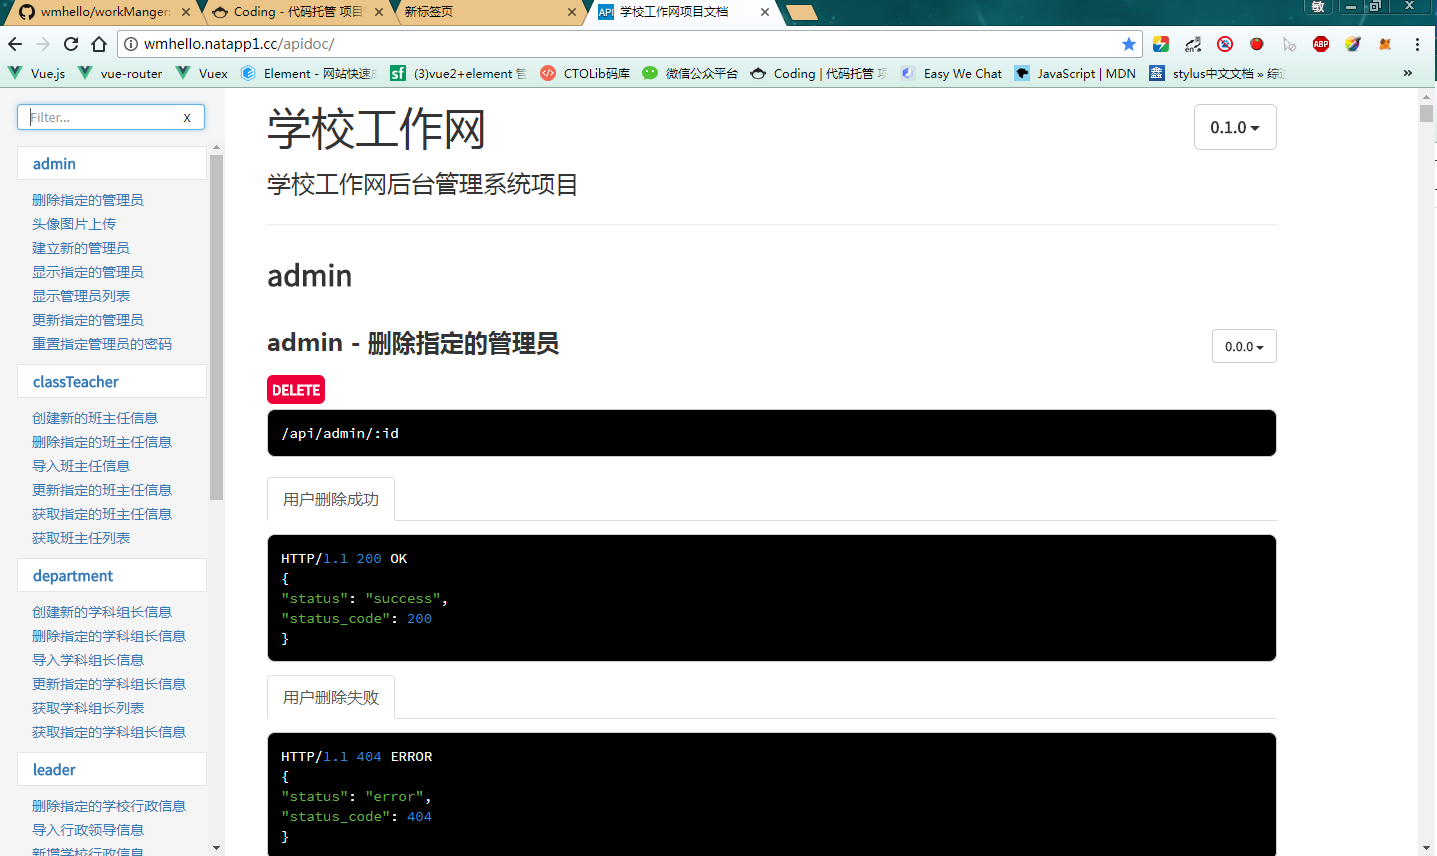 wmhello/workManger:
Coding - 代码托管 项目
新标签页
API 学校工作网项目文档
敏
wmhello.natapp1.cc/apidoc/
en
ABP
Vue.js
vue-router
Vuex
Element - 网站快速
sf (3)vue2+element 管
CTOLib码库
微信公众平台
Coding | 代码托管 项
Easy We Chat
JavaScript | MDN
鑫 stylus中文文档 » 综
»
Filter...
X
admin
删除指定的管理员
头像图片上传
建立新的管理员
显示指定的管理员
显示管理员列表
更新指定的管理员
重置指定管理员的密码
classTeacher
创建新的班主任信息
删除指定的班主任信息
导入班主任信息
更新指定的班主任信息
获取指定的班主任信息
获取班主任列表
department
创建新的学科组长信息
删除指定的学科组长信息
导入学科组长信息
更新指定的学科组长信息
获取学科组长列表
获取指定的学科组长信息
leader
删除指定的学校行政信息
导入行政领导信息
新增学校行政信息
学校工作网
0.1.0
学校工作网后台管理系统项目
admin
admin - 删除指定的管理员
0.0.0
DELETE
/api/admin/:id
用户删除成功
HTTP/1.1 200 OK
{
"status": "success",
"status_code": 200
}
用户删除失败
HTTP/1.1 404 ERROR
{
"status": "error",
"status_code": 404
}